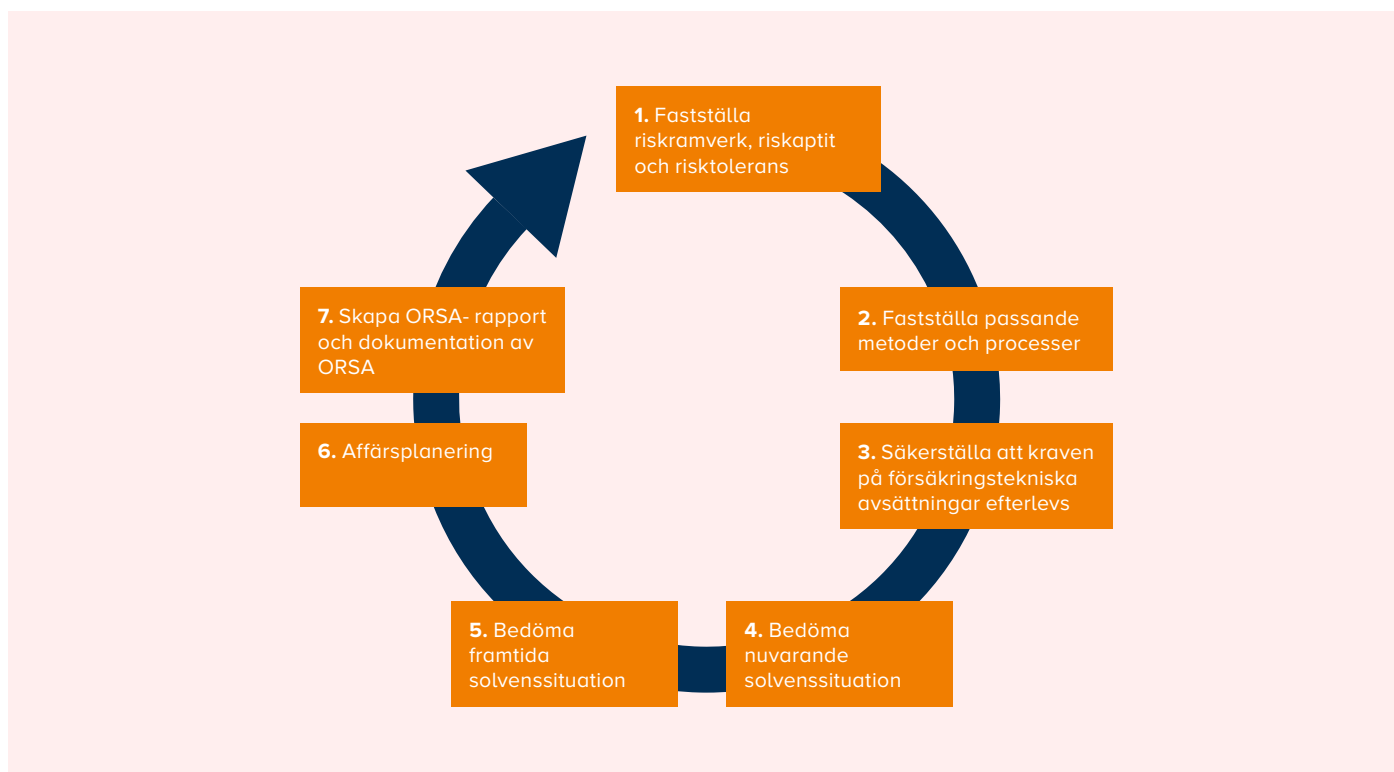 1. Fastställa
riskramverk, riskaptit
och risktolerans
2. Fastställa passande
metoder och processer
3. Säkerställa att kraven
på försäkringstekniska
avsättningar efterlevs
4. Bedöma
nuvarande
solvenssituation
5. Bedöma
framtida
solvenssituation
6. Affärsplanering
7. Skapa ORSA- rapport
och dokumentation av
ORSA